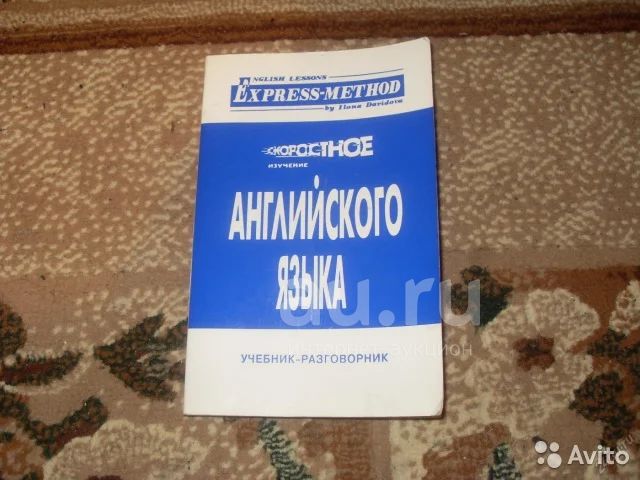 ENGLISH LESSONS
EXPRESS-METHOD
by Ilona Davidova
СКОРОСТНОЕ
ИЗУЧЕНИЕ
АНГЛИЙСКОГО
ЯЗЫКА
au.ru
интернет-аукцион
УЧЕБНИК-РАЗГОВОРНИК
Avito